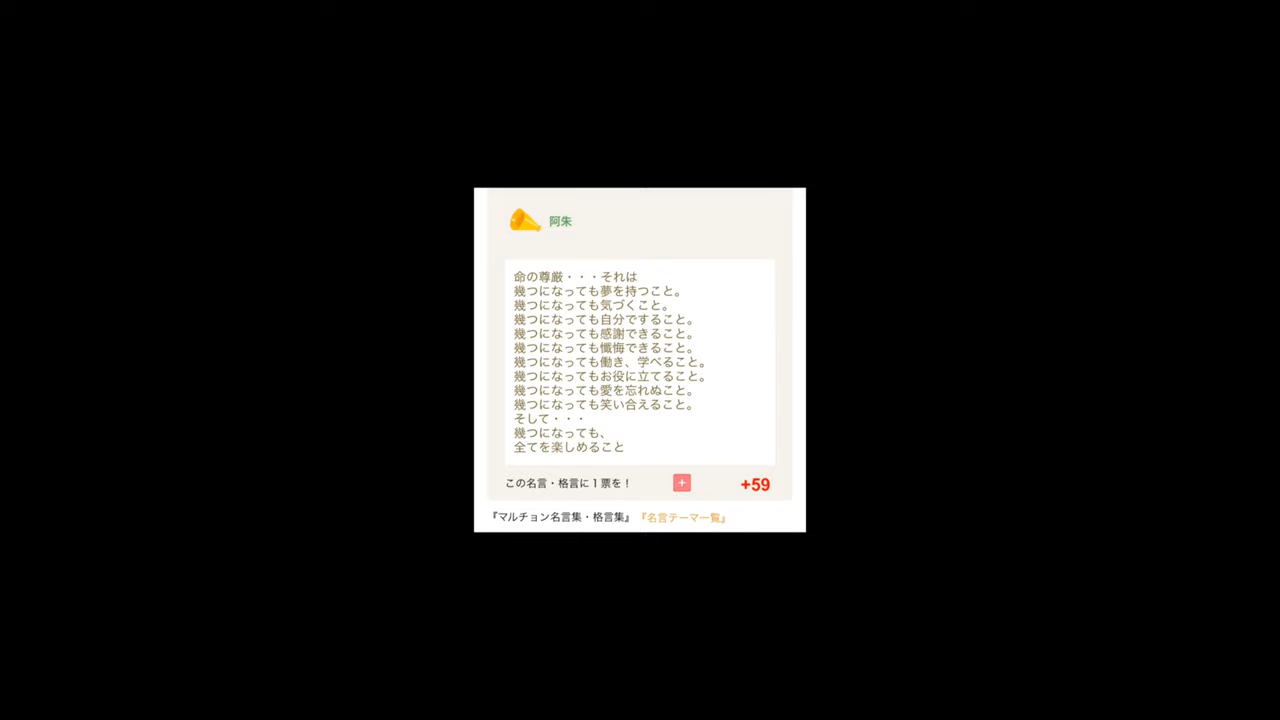 阿朱
命の尊厳・・・それは
幾つになっても夢を持つこと。
幾つになっても気づくこと。
幾つになっても自分ですること。
幾つになっても感謝できること。
幾つになっても懺悔できること。
幾つになっても働き、学べること。
幾つになってもお役に立てること。
幾つになっても愛を忘れぬこと。
幾つになっても笑い合えること。
そして・・・
幾つになっても、
全てを楽しめること
この名言・格言に１票を！ + +59
『マルチョン名言集・格言集』 『名言テーマ一覧』